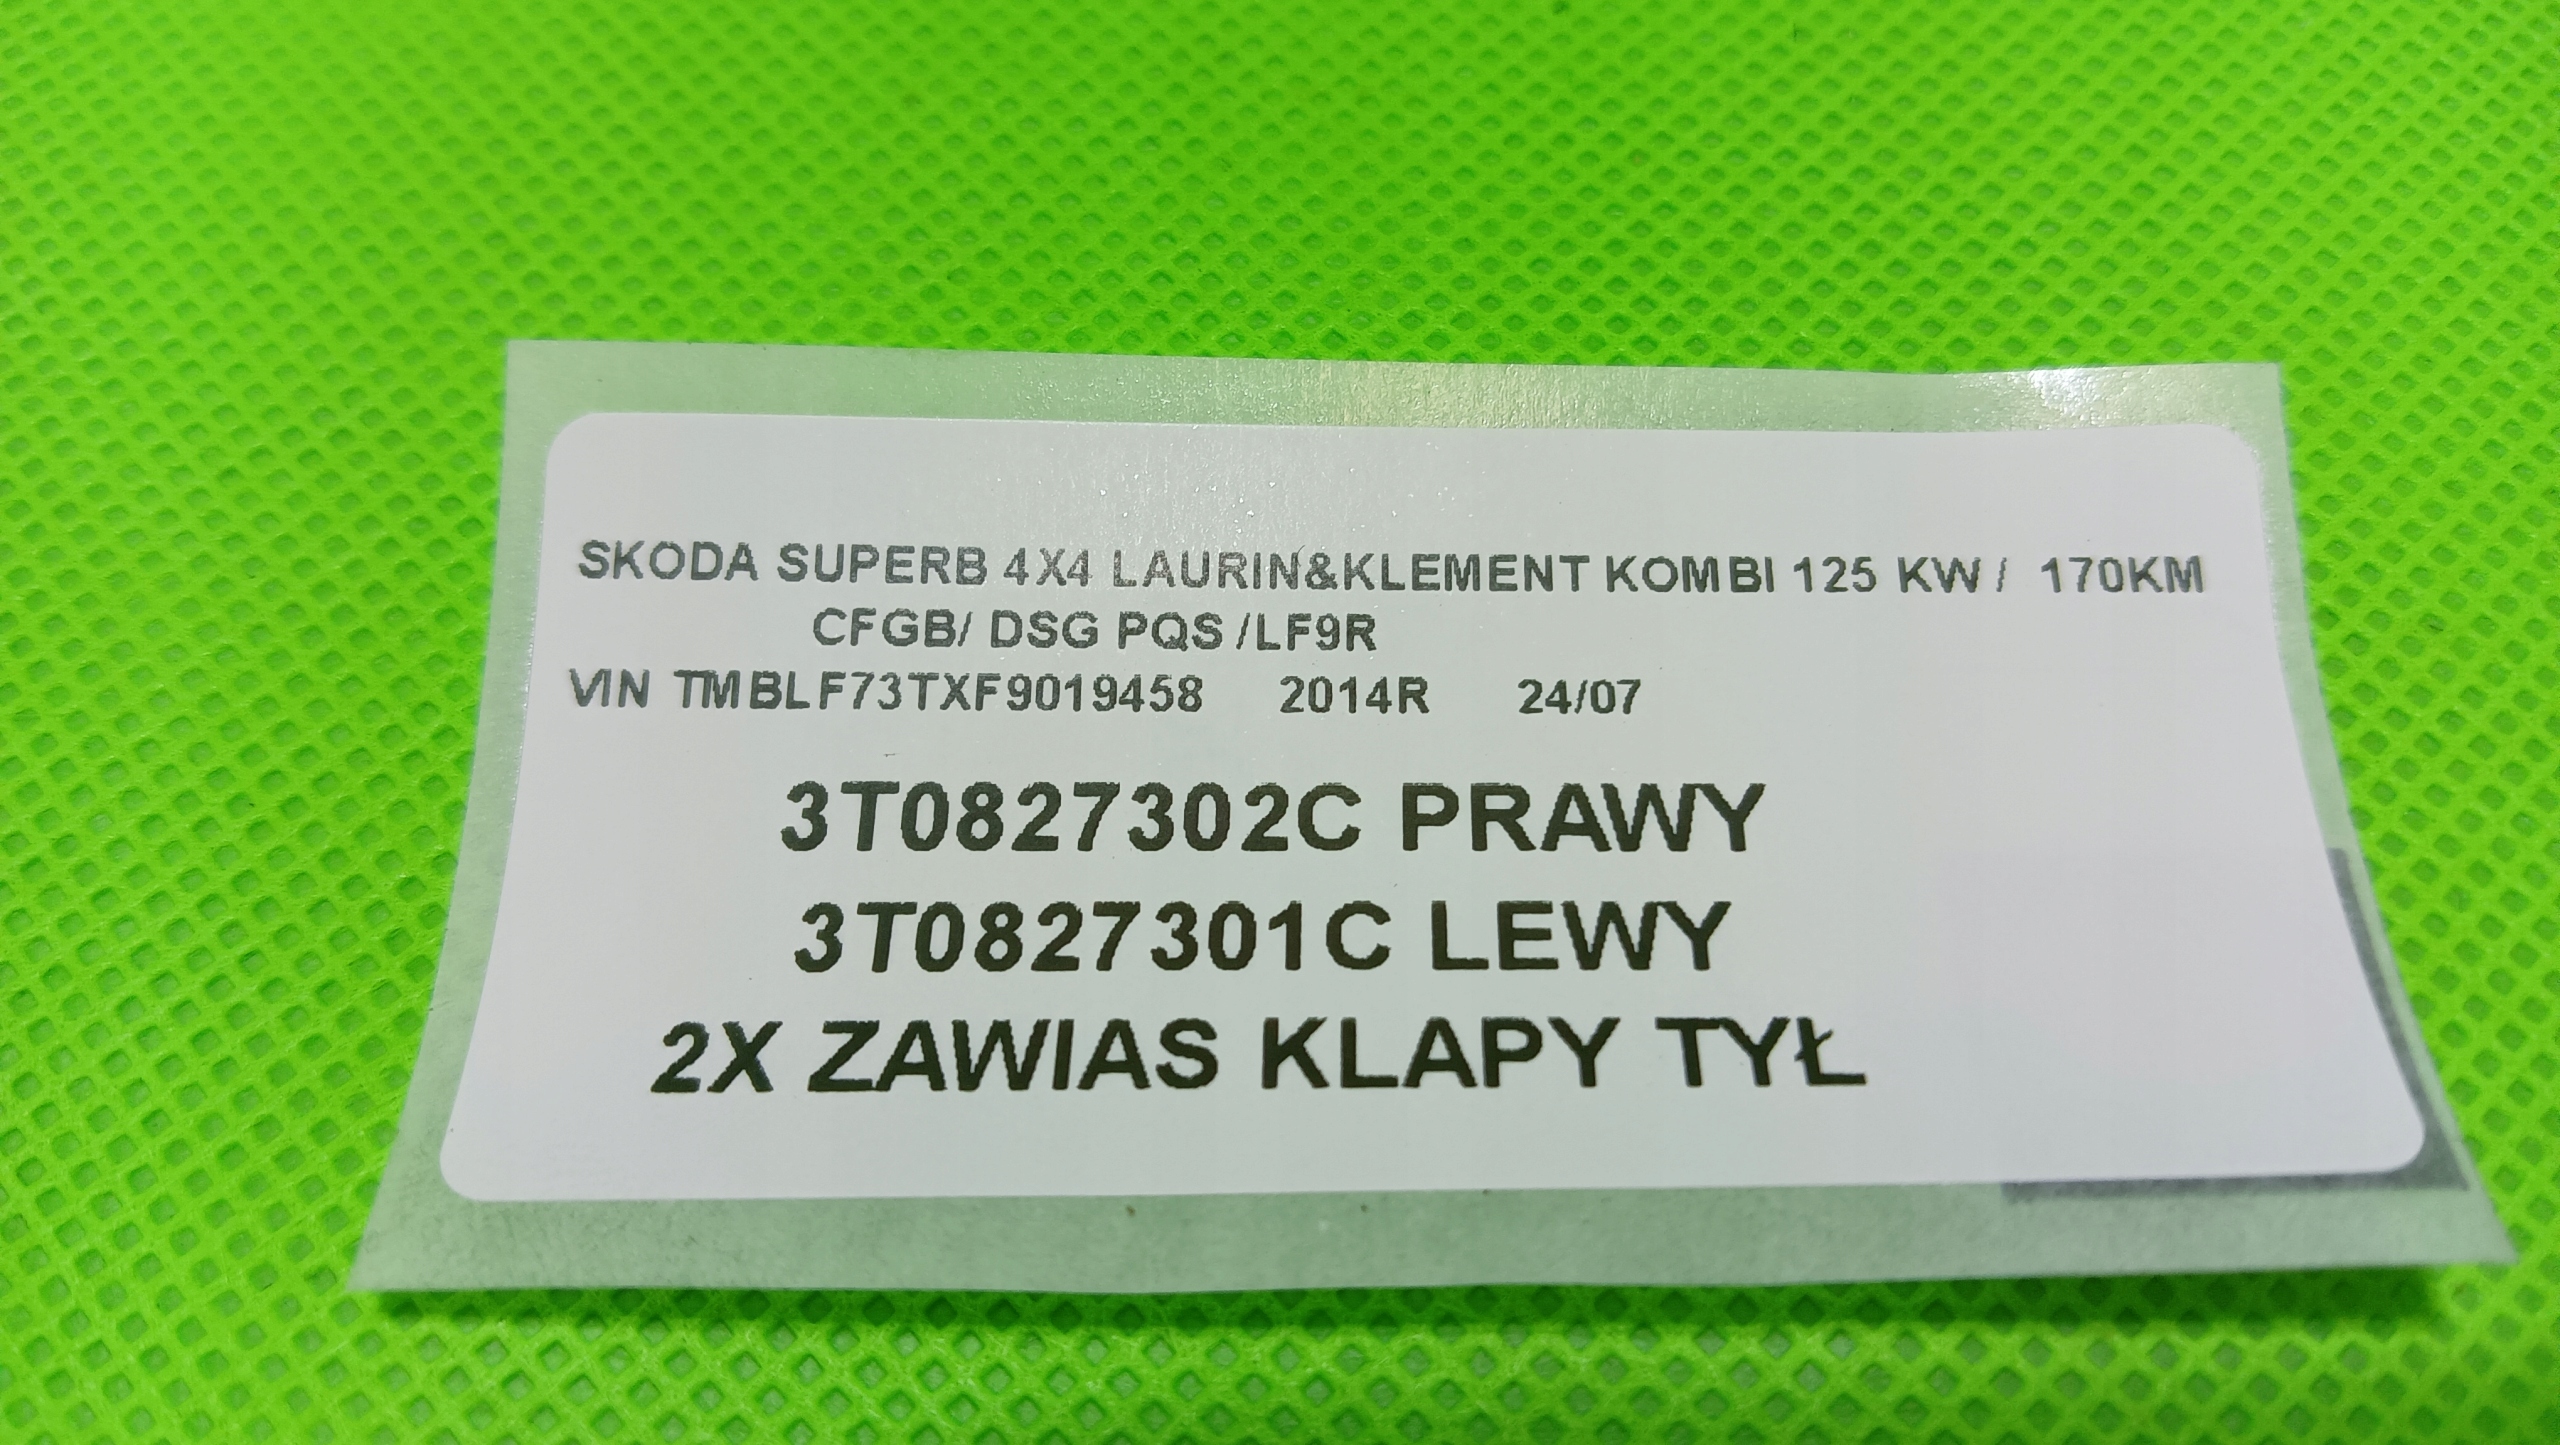 SKODA SUPERB 4X4 LAURIN&KLEMENT KOMBI 125 KW / 170KM
CFGB/ DSG PQS /LF9R
VIN TMBLF73TXF9019458 2014R 24/07
3T0827302C PRAWY
3T0827301C LEWY
2X ZAWIAS KLAPY TYŁ